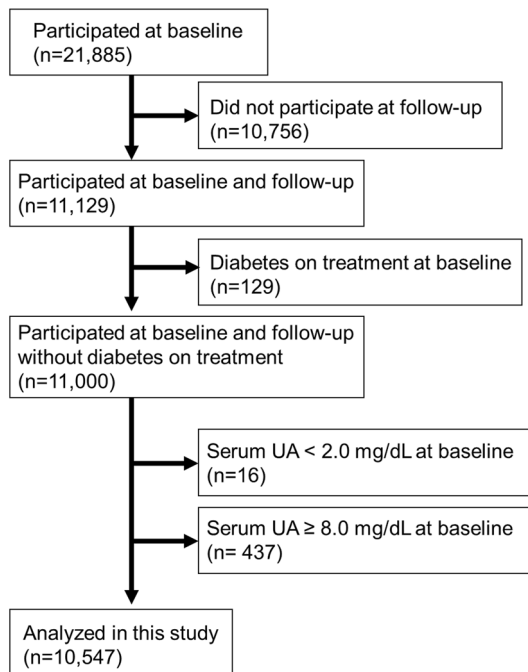 Participated at baseline
(n=21,885)
Did not participate at follow-up
(n=10,756)
Participated at baseline and follow-up
(n=11,129)
Diabetes on treatment at baseline
(n=129)
Participated at baseline and follow-up
without diabetes on treatment
(n=11,000)
Serum UA < 2.0 mg/dL at baseline
(n=16)
Serum UA ≥ 8.0 mg/dL at baseline
(n= 437)
Analyzed in this study
(n=10,547)